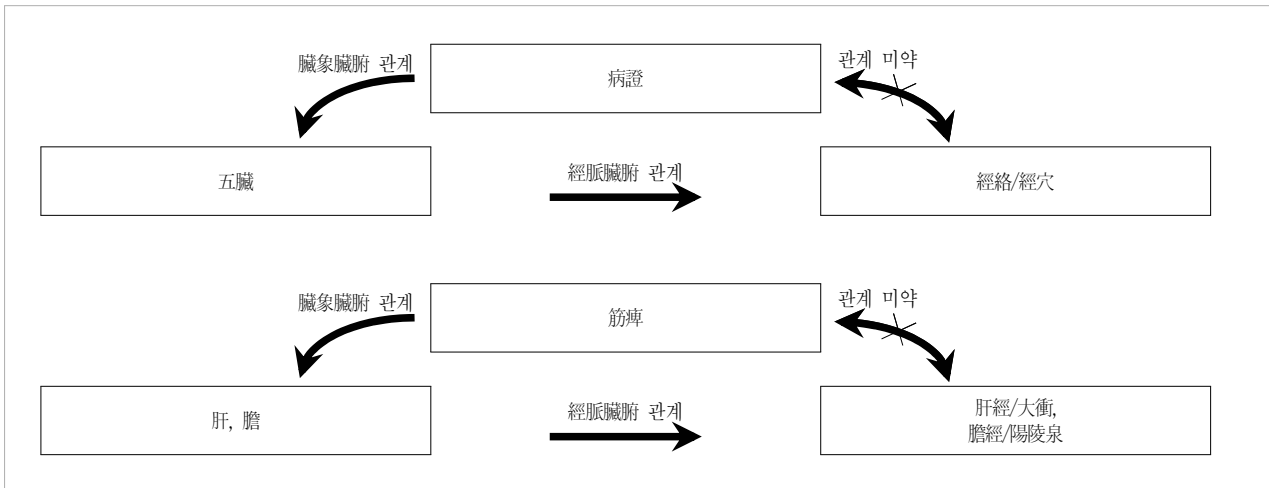 臟象臟腑 관계
病證
관계 미약
五臟
經脈臟腑 관계
經絡/經穴
臟象臟腑 관계
筋痺
관계 미약
肝, 膽
經脈臟腑 관계
肝經/大衝,
膽經/陽陵泉